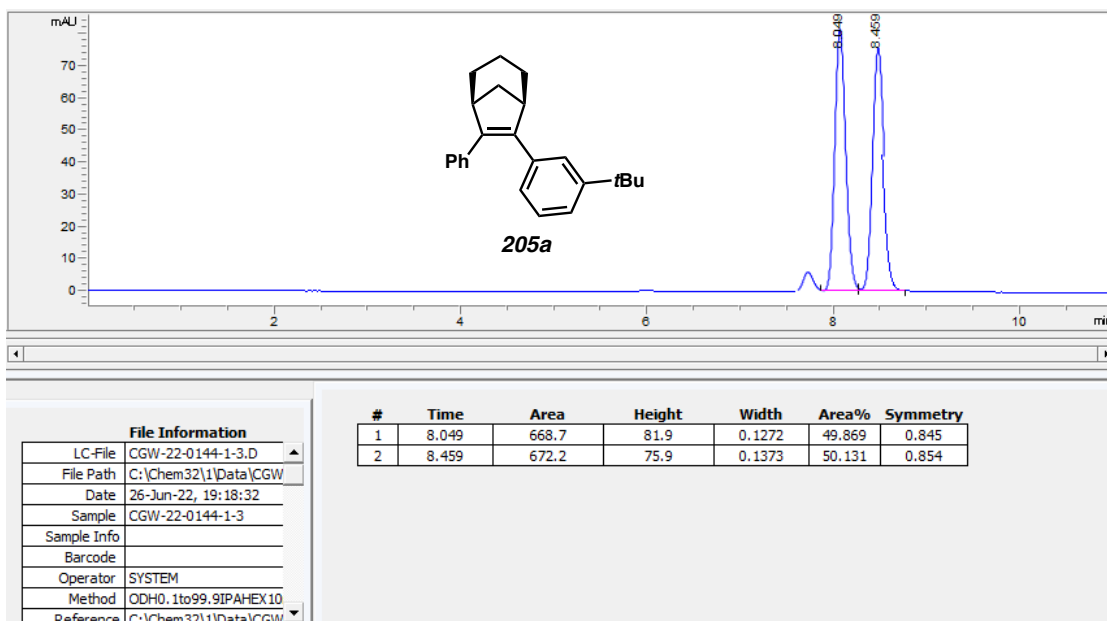 mAU
8.049
8.459
70
60
50
40
30
20
10
0
Ph
tBu
205a
2
4
6
8
10
File Information
LC-File CGW-22-0144-1-3.D
File Path C:\Chem32\1\Data\CGW
Date 26-Jun-22, 19:18:32
Sample CGW-22-0144-1-3
Sample Info
Barcode
Operator SYSTEM
Method ODH0.1to99.9IPAHEX10
Reference C:\Chem32\1\Data\CGW
# Time Area Height Width Area% Symmetry
1 8.049 668.7 81.9 0.1272 49.869 0.845
2 8.459 672.2 75.9 0.1373 50.131 0.854